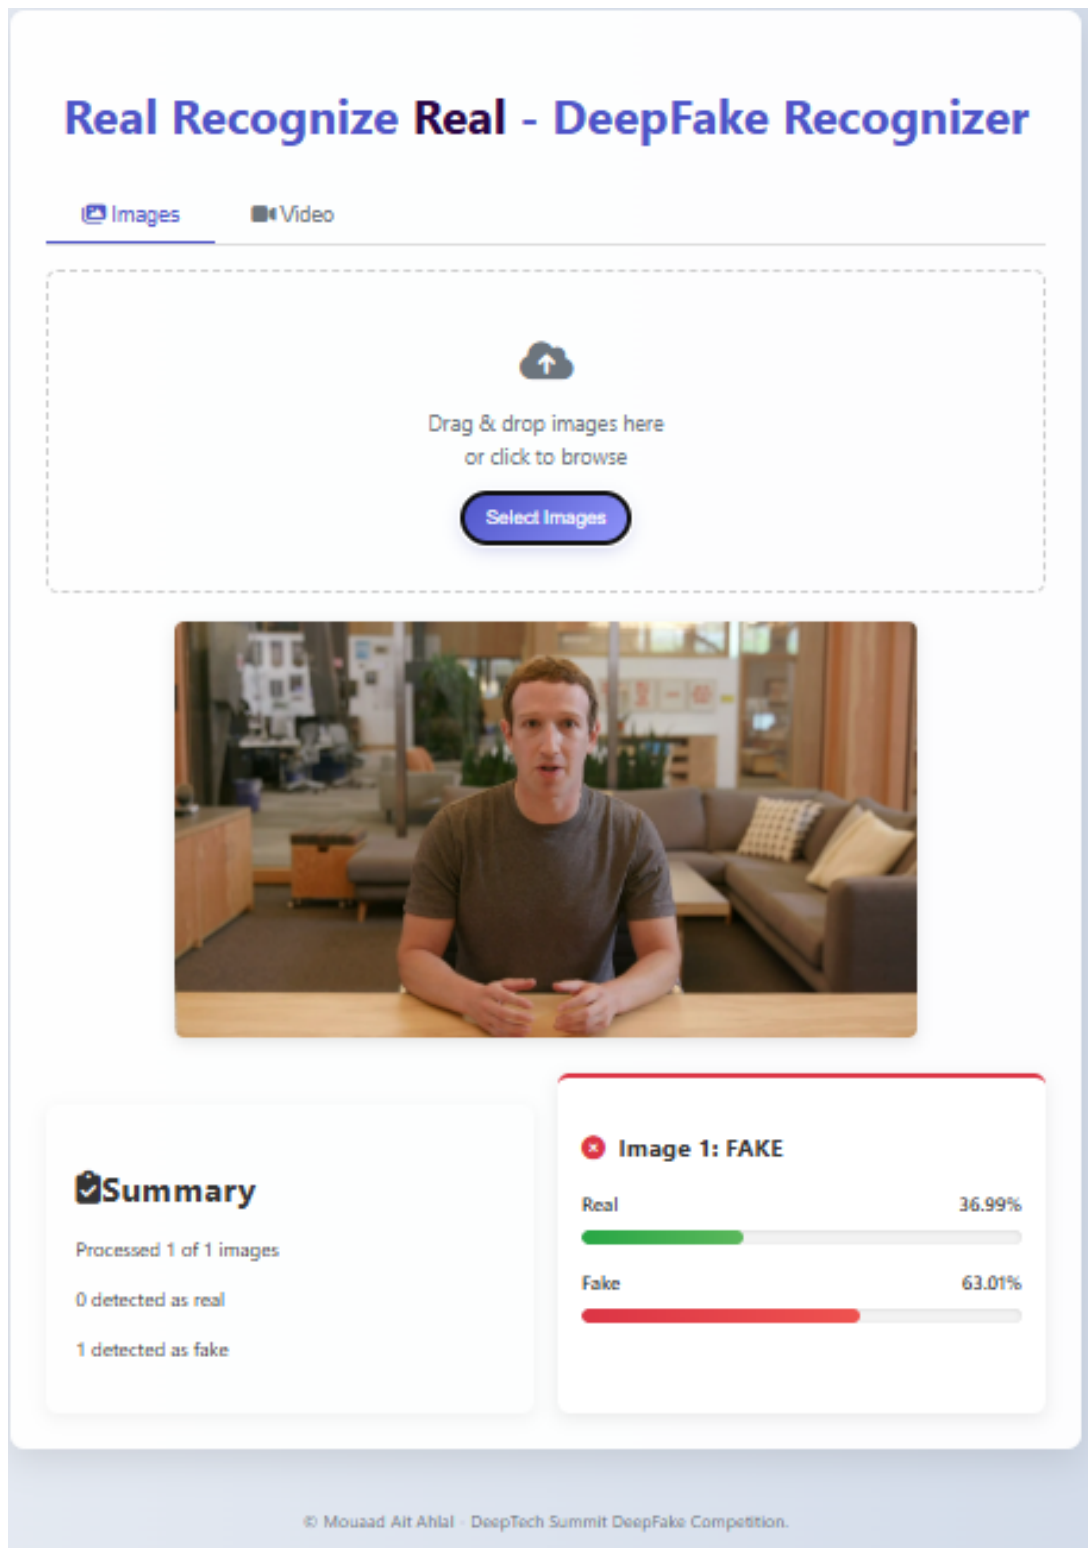 Real Recognize Real - DeepFake Recognizer
Images
Video
Drag & drop images here
or click to browse
Select Images
Summary
Processed 1 of 1 images
0 detected as real
1 detected as fake
Image 1: FAKE
Real
36.99%
Fake
63.01%
© Mouaad Ait Ahlal - DeepTech Summit DeepFake Competition.